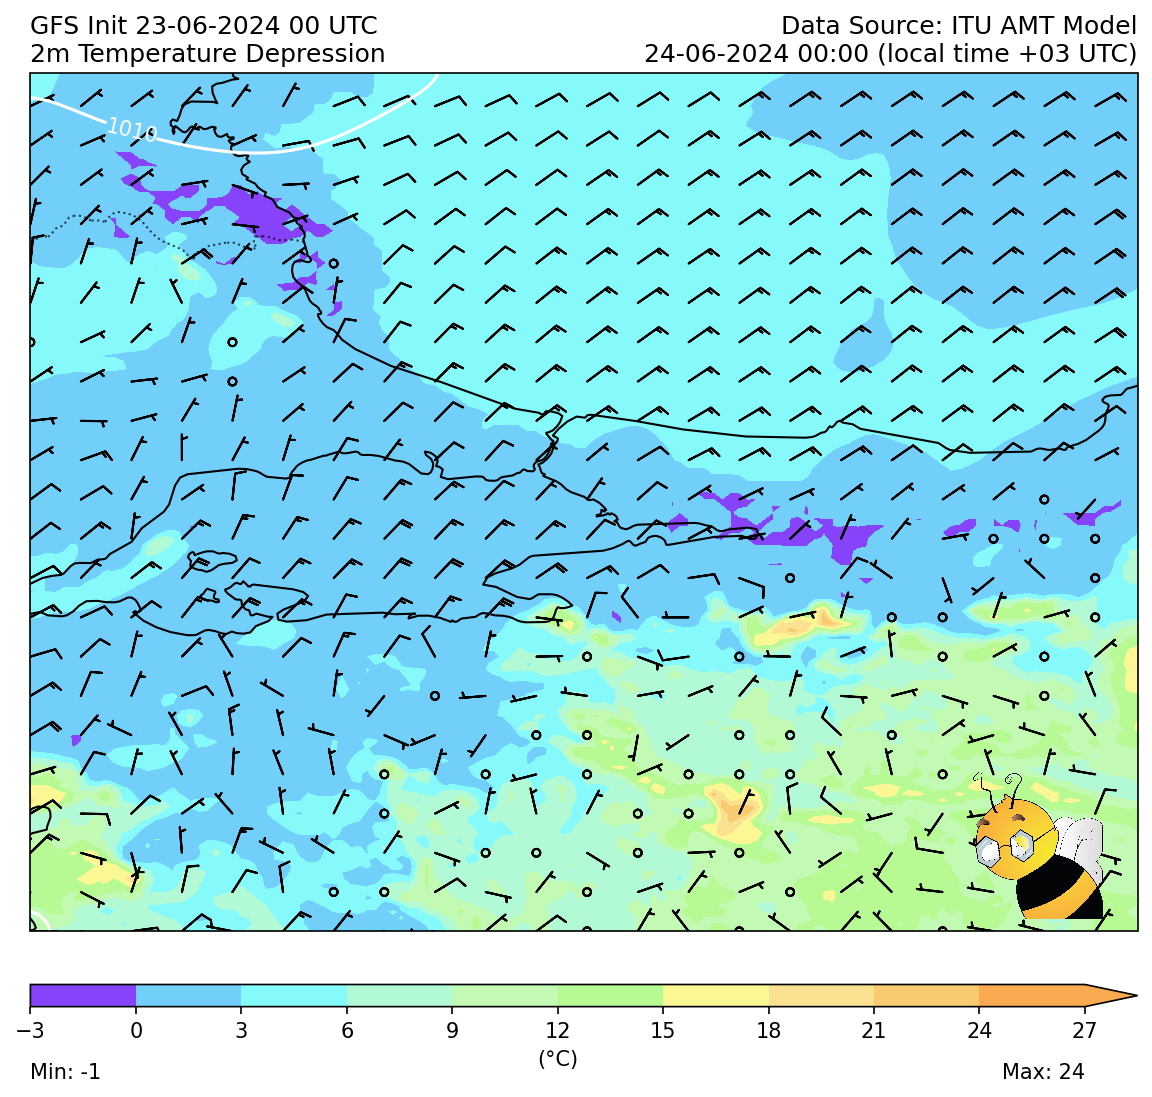 GFS Init 23-06-2024 00 UTC
Data Source: ITU AMT Model
2m Temperature Depression
24-06-2024 00:00 (local time +03 UTC)
1010
−3 0 3 6 9 12 15 18 21 24 27
(°C)
Min: -1
Max: 24